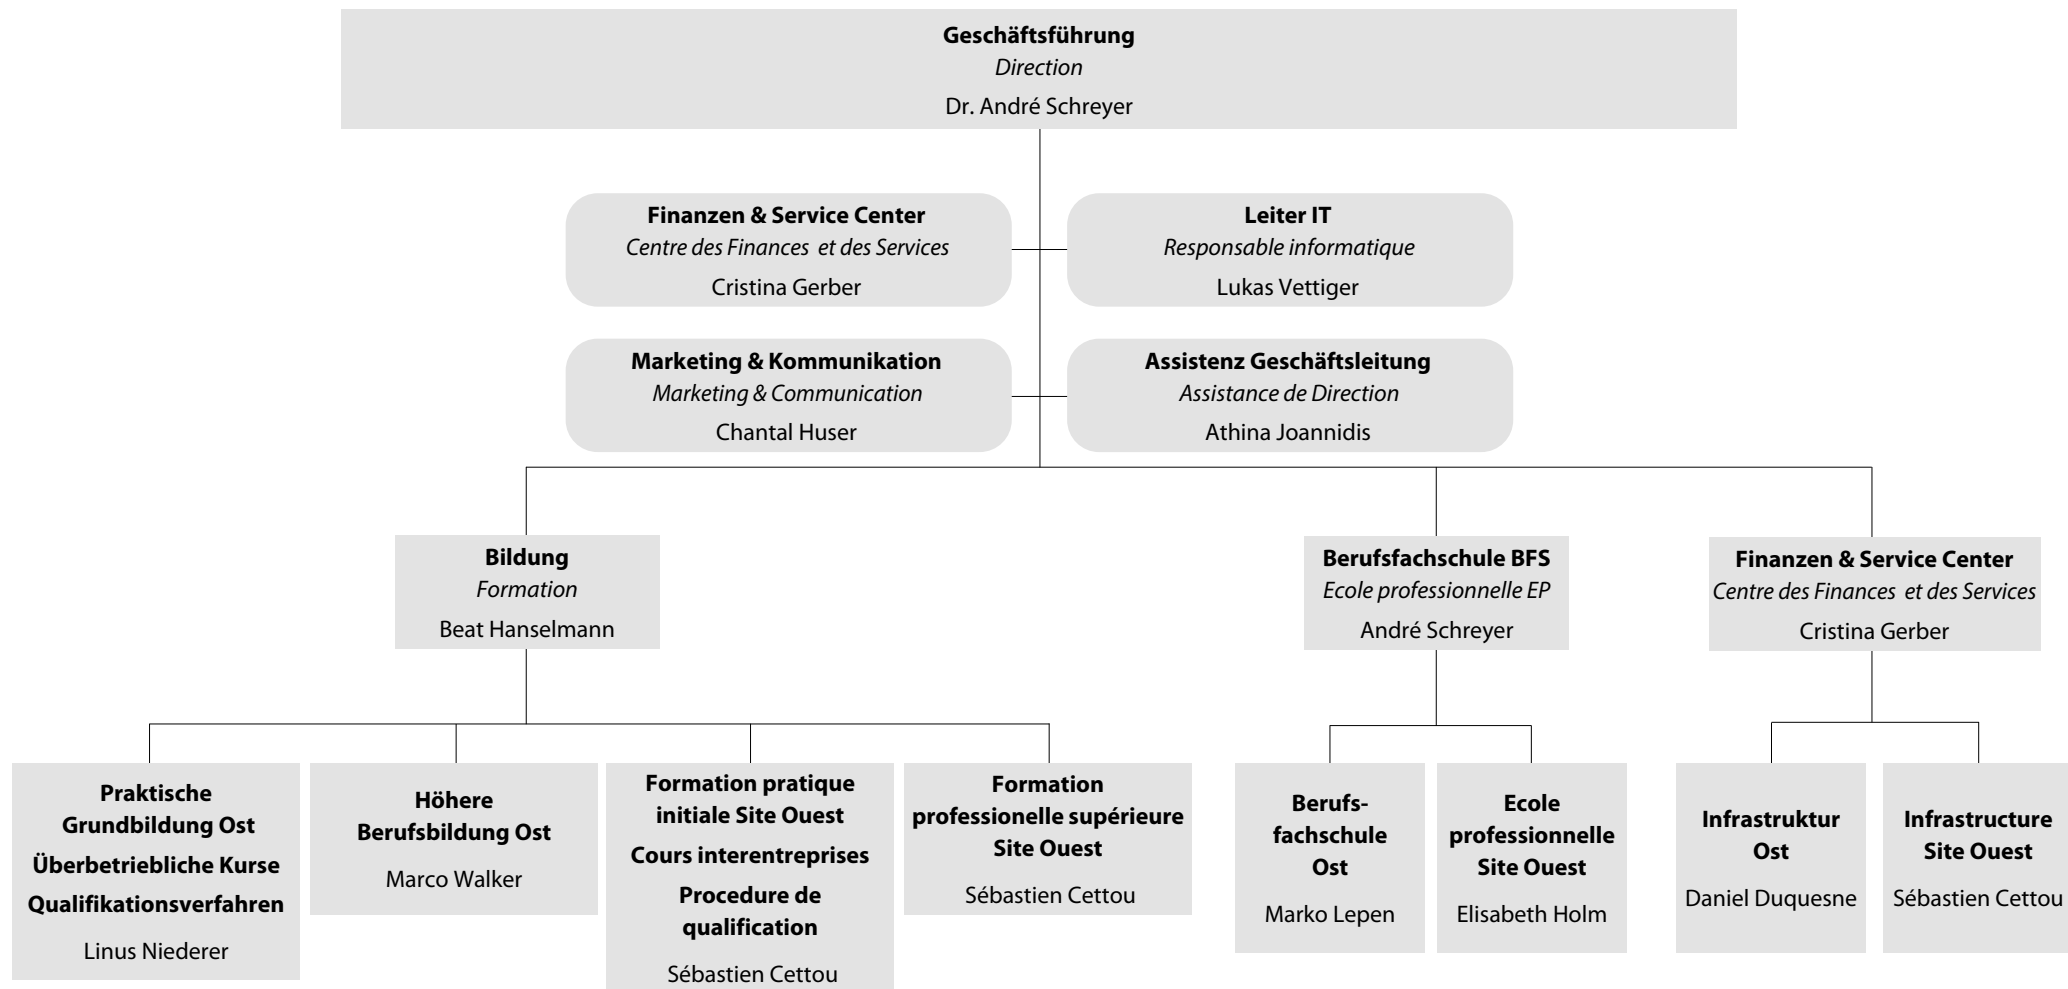 Geschäftsführung
Direction
Dr. André Schreyer
Finanzen & Service Center
Centre des Finances et des Services
Cristina Gerber
Leiter IT
Responsable informatique
Lukas Vettiger
Marketing & Kommunikation
Marketing & Communication
Chantal Huser
Assistenz Geschäftsleitung
Assistance de Direction
Athina Joannidis
Bildung
Formation
Beat Hanselmann
Berufsfachschule BFS
Ecole professionnelle EP
André Schreyer
Finanzen & Service Center
Centre des Finances et des Services
Cristina Gerber
Praktische
Grundbildung Ost
Überbetriebliche Kurse
Qualifikationsverfahren
Linus Niederer
Höhere
Berufsbildung Ost
Marco Walker
Formation pratique
initiale Site Ouest
Cours interentreprises
Procedure de
qualification
Sébastien Cettou
Formation
professionelle supérieure
Site Ouest
Sébastien Cettou
Berufs-
fachschule
Ost
Marko Lepen
Ecole
professionnelle
Site Ouest
Elisabeth Holm
Infrastruktur
Ost
Daniel Duquesne
Infrastructure
Site Ouest
Sébastien Cettou